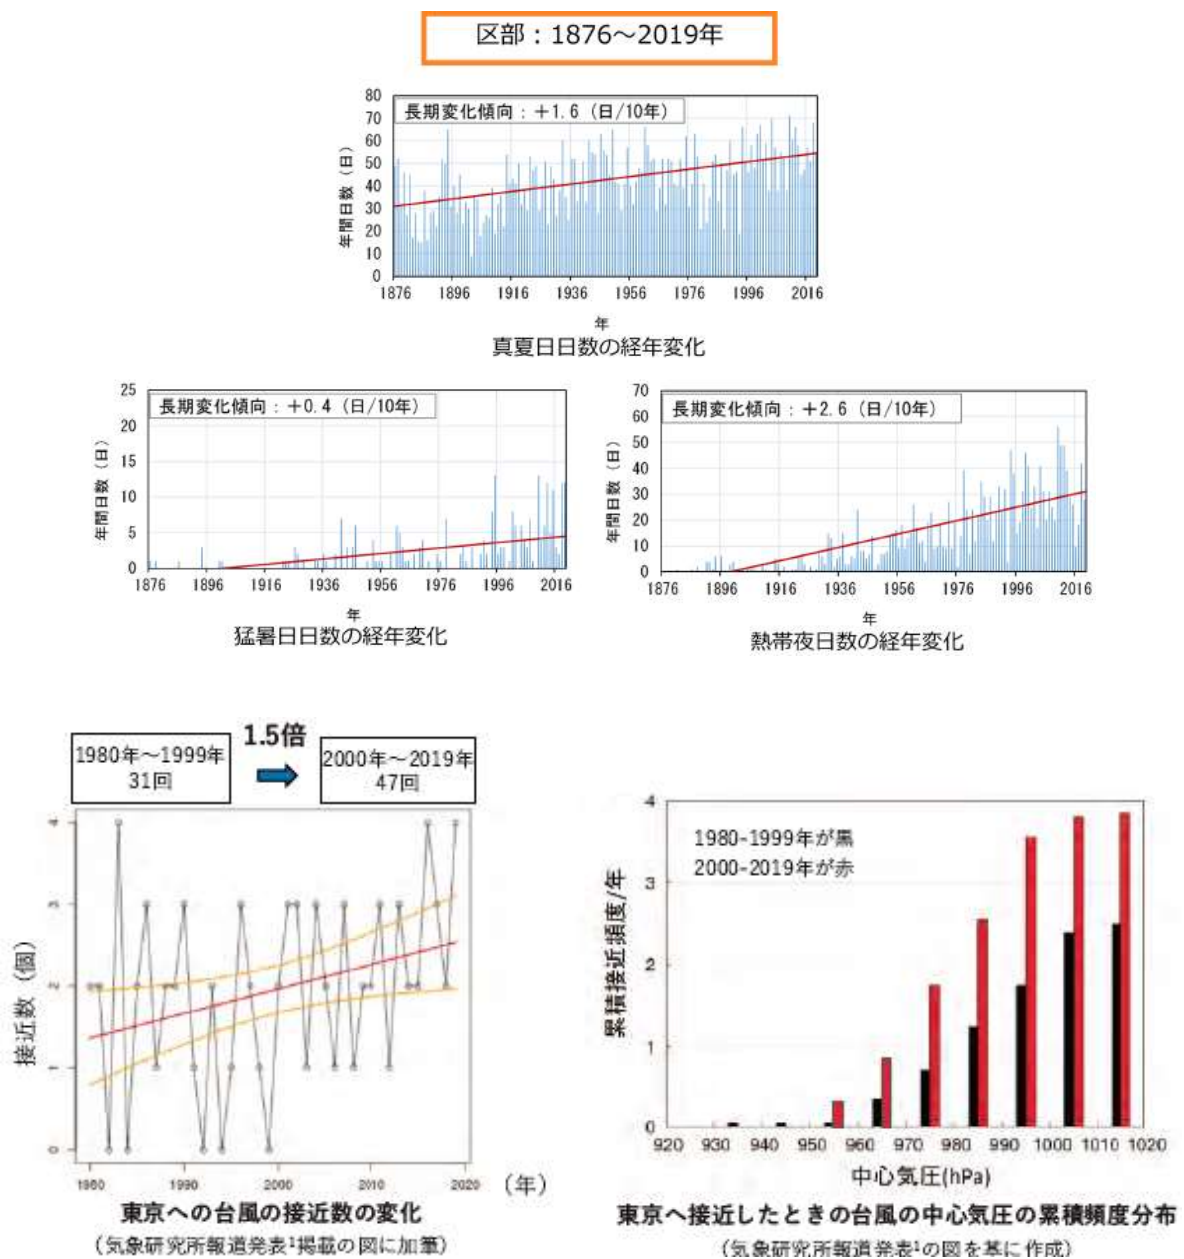 区部：1876～2019年
長期変化傾向：＋1.6（日/10年）
年間日数（日）
80
70
60
50
40
30
20
10
0
1876 1896 1916 1936 1956 1976 1996 2016
年
真夏日日数の経年変化
長期変化傾向：＋0.4（日/10年）
年間日数（日）
25
20
15
10
5
0
1876 1896 1916 1936 1956 1976 1996 2016
年
猛暑日日数の経年変化
長期変化傾向：＋2.6（日/10年）
年間日数（日）
70
60
50
40
30
20
10
0
1876 1896 1916 1936 1956 1976 1996 2016
年
熱帯夜日数の経年変化
1980年～1999年
31回
1.5倍
2000年～2019年
47回
接近数（個）
4
3
2
1
0
1980 1990 2000 2010 2020
（年）
東京への台風の接近数の変化
（気象研究所報道発表1掲載の図に加筆）
1980-1999年が黒
2000-2019年が赤
累積接近頻度/年
4
3
2
1
0
920 930 940 950 960 970 980 990 1000 1010 1020
中心気圧(hPa)
東京へ接近したときの台風の中心気圧の累積頻度分布
（気象研究所報道発表1の図を基に作成）